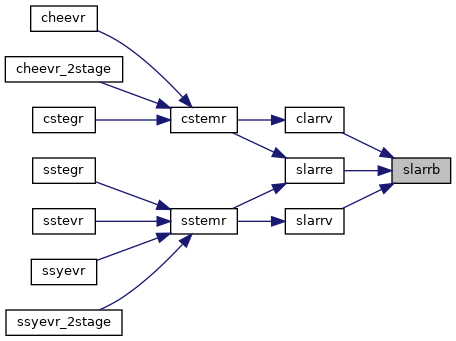 cheevr
cheevr_2stage
cstegr
cstemr
clarrv
sstegr
slarre
slarrb
sstevr
sstemr
slarrv
ssyevr
ssyevr_2stage